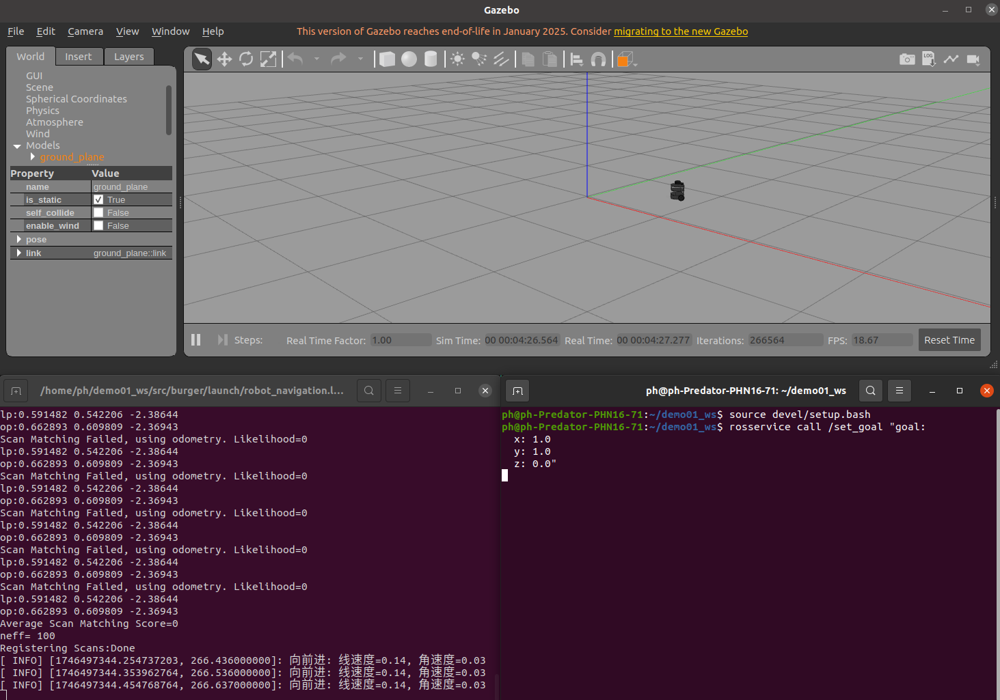 Gazebo
File Edit Camera View Window Help
This version of Gazebo reaches end-of-life in January 2025. Consider migrating to the new Gazebo
World Insert Layers
GUI
Scene
Spherical Coordinates
Physics
Atmosphere
Wind
Models
ground_plane
Property Value
name ground_plane
is_static True
self_collide False
enable_wind False
pose
link ground_plane::link
LOG
Steps: Real Time Factor: 1.00 Sim Time: 00 00:04:26.564 Real Time: 00 00:04:27.277 Iterations: 266564 FPS: 18.67 Reset Time
/home/ph/demo01_ws/src/burger/launch/robot_navigation.l...
lp:0.591482 0.542206 -2.38644
op:0.662893 0.609809 -2.36943
Scan Matching Failed, using odometry. Likelihood=0
lp:0.591482 0.542206 -2.38644
op:0.662893 0.609809 -2.36943
Scan Matching Failed, using odometry. Likelihood=0
lp:0.591482 0.542206 -2.38644
op:0.662893 0.609809 -2.36943
Scan Matching Failed, using odometry. Likelihood=0
lp:0.591482 0.542206 -2.38644
op:0.662893 0.609809 -2.36943
Scan Matching Failed, using odometry. Likelihood=0
lp:0.591482 0.542206 -2.38644
op:0.662893 0.609809 -2.36943
Scan Matching Failed, using odometry. Likelihood=0
lp:0.591482 0.542206 -2.38644
op:0.662893 0.609809 -2.36943
Average Scan Matching Score=0
neff= 100
Registering Scans:Done
[ INFO] [1746497344.254737203, 266.436000000]: 向前进: 线速度=0.14, 角速度=0.03
[ INFO] [1746497344.353962764, 266.536000000]: 向前进: 线速度=0.14, 角速度=0.03
[ INFO] [1746497344.454768764, 266.637000000]: 向前进: 线速度=0.14, 角速度=0.03
ph@ph-Predator-PHN16-71: ~/demo01_ws
ph@ph-Predator-PHN16-71:~/demo01_ws$ source devel/setup.bash
ph@ph-Predator-PHN16-71:~/demo01_ws$ rosservice call /set_goal "goal:
x: 1.0
y: 1.0
z: 0.0"